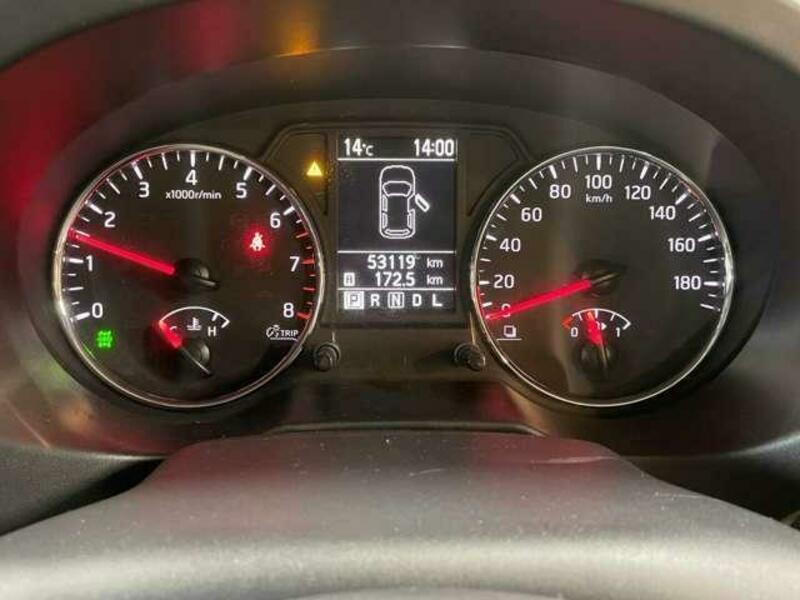 0 1 2 3 4 5 6 7 8
x1000r/min
H
TRIP
14°C 14:00
53119 km
172.5 km
P R N D L
0 20 40 60 80 100 120 140 160 180
km/h
0 1